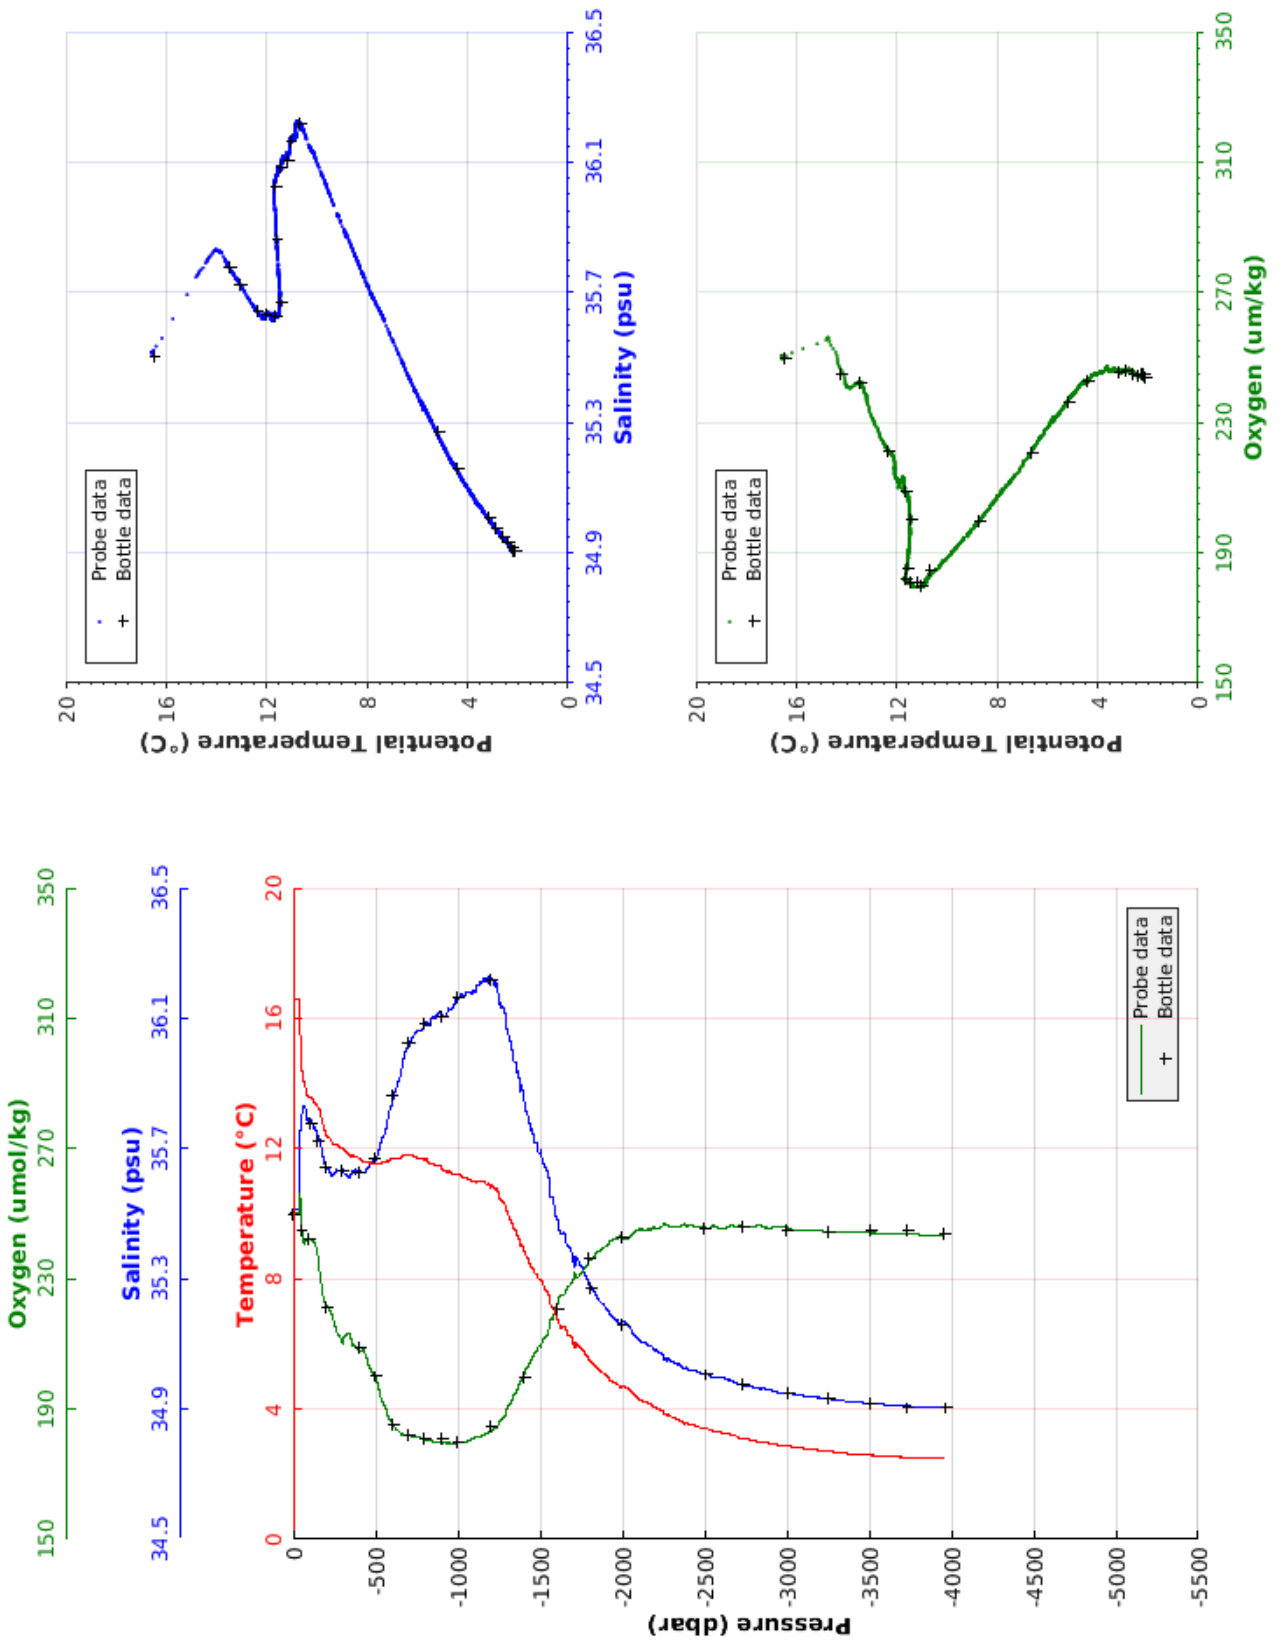 Oxygen (umol/kg)
150 190 230 270 310 350
Salinity (psu)
34.5 34.9 35.3 35.7 36.1 36.5
Temperature (°C)
0 4 8 12 16 20
Pressure (dbar)
0
-500
-1000
-1500
-2000
-2500
-3000
-3500
-4000
-4500
-5000
-5500
Probe data
Bottle data
Potential Temperature (°C)
20
16
12
8
4
0
34.5 34.9 35.3 35.7 36.1 36.5
Salinity (psu)
Probe data
Bottle data
Potential Temperature (°C)
20
16
12
8
4
0
150 190 230 270 310 350
Oxygen (um/kg)
Probe data
Bottle data